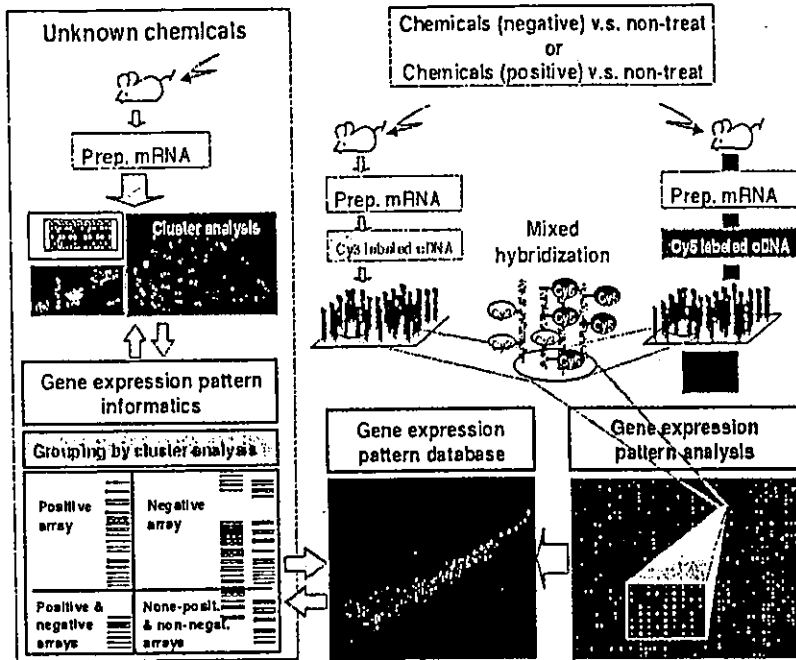 Unknown chemicals
Prep. mRNA
Cluster analysis
Gene expression pattern
informatics
Grouping by cluster analysis
Positive
array
Negative
array
Positive &
negative
arrays
None-posit.
& non-negat.
arrays
Chemicals (negative) v.s. non-treat
or
Chemicals (positive) v.s. non-treat
Prep. mRNA
Cy3 labeled cDNA
Mixed
hybridization
Prep. mRNA
Cy5 labeled cDNA
Cy3
Cy5
Gene expression
pattern database
Gene expression
pattern analysis